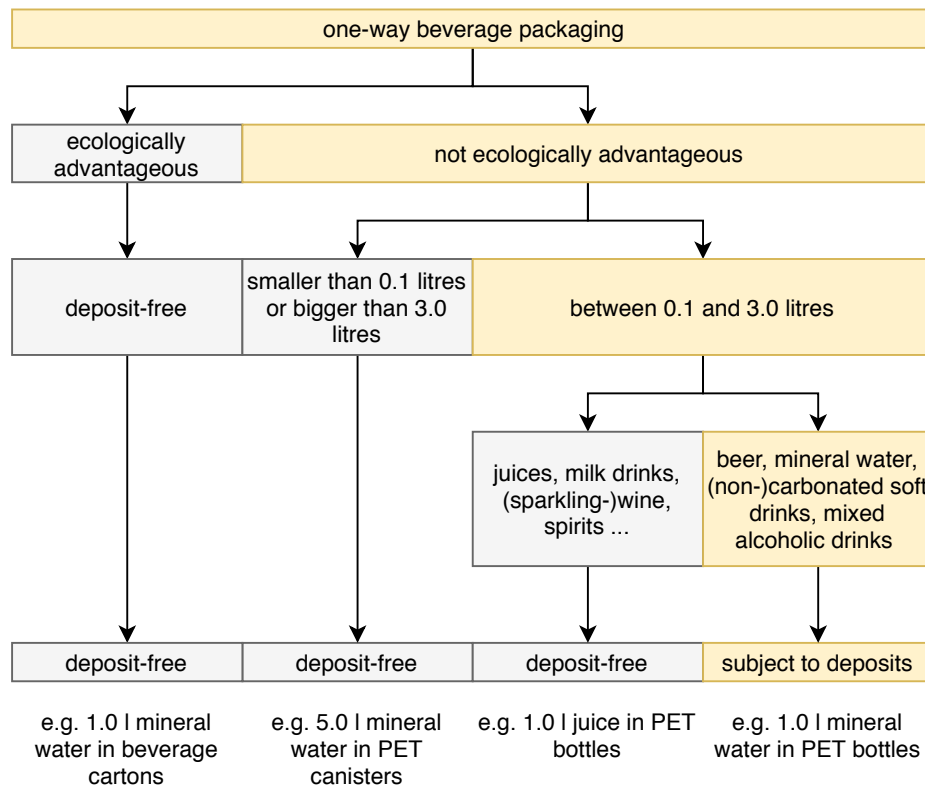 one-way beverage packaging
ecologically
advantageous
not ecologically advantageous
deposit-free
smaller than 0.1 litres
or bigger than 3.0
litres
between 0.1 and 3.0 litres
juices, milk drinks,
(sparkling-)wine,
spirits ...
beer, mineral water,
(non-)carbonated soft
drinks, mixed
alcoholic drinks
deposit-free
deposit-free
deposit-free
subject to deposits
e.g. 1.0 l mineral
water in beverage
cartons
e.g. 5.0 l mineral
water in PET
canisters
e.g. 1.0 l juice in PET
bottles
e.g. 1.0 l mineral
water in PET bottles